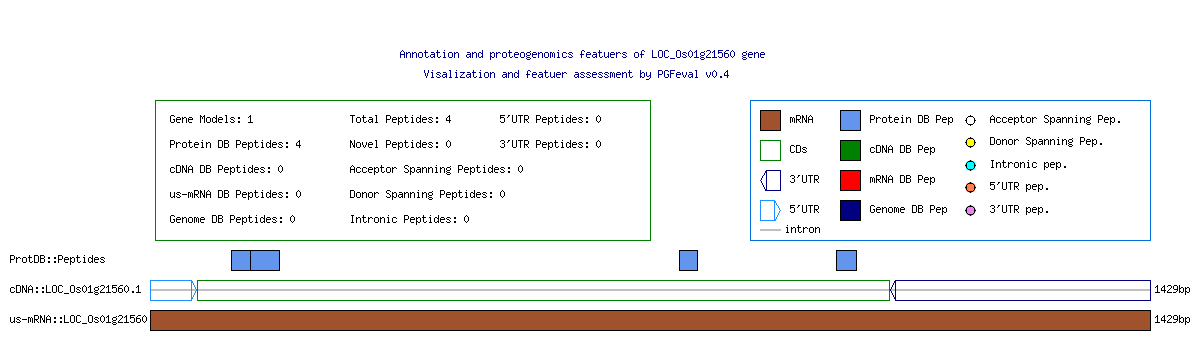 Annotation and proteogenomics featuers of LOC_Os01g21560 gene
Visalization and featuer assessment by PGFeval v0.4
Gene Models: 1 Total Peptides: 4 5'UTR Peptides: 0
Protein DB Peptides: 4 Novel Peptides: 0 3'UTR Peptides: 0
cDNA DB Peptides: 0 Acceptor Spanning Peptides: 0
us-mRNA DB Peptides: 0 Donor Spanning Peptides: 0
Genome DB Peptides: 0 Intronic Peptides: 0
mRNA Protein DB Pep Acceptor Spanning Pep.
CDs cDNA DB Pep Donor Spanning Pep.
Intronic pep.
3'UTR mRNA DB Pep 5'UTR pep.
5'UTR Genome DB Pep 3'UTR pep.
intron
ProtDB::Peptides
cDNA::LOC_Os01g21560.1 1429bp
us-mRNA::LOC_Os01g21560 1429bp